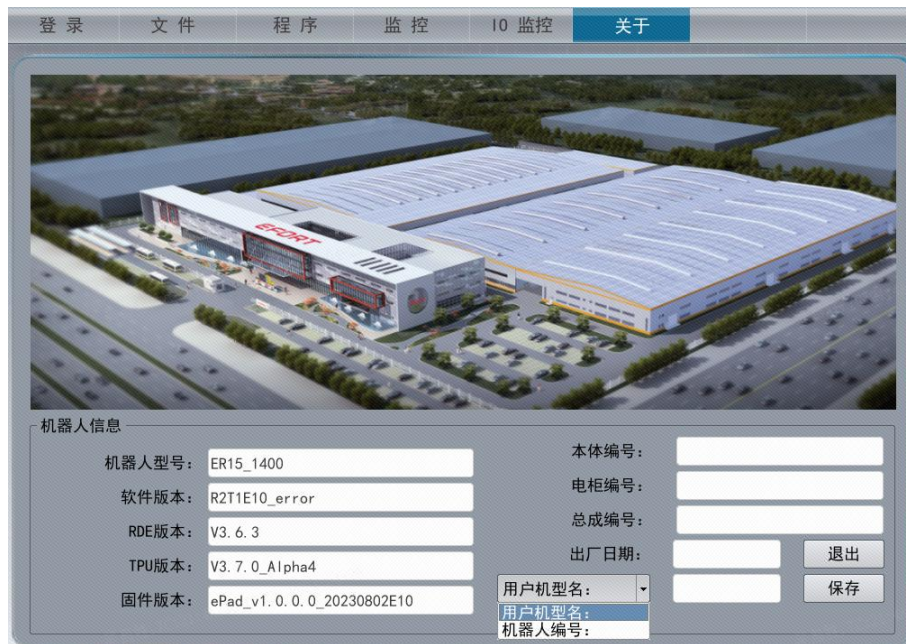 登录 文件 程序 监控 IO 监控 关于
EFORT
机器人信息
机器人型号： ER15_1400
软件版本： R2T1E10_error
RDE版本： V3.6.3
TPU版本： V3.7.0_Alpha4
固件版本： ePad_v1.0.0.0_20230802E10
本体编号：
电柜编号：
总成编号：
出厂日期： 退出
用户机型名： 保存
用户机型名：
机器人编号：